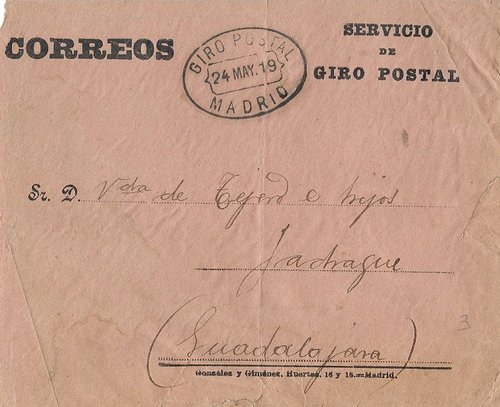 CORREOS
SERVICIO
DE
GIRO POSTAL
GIRO POSTAL
24 MAY.19
MADRID
Sr. D. Vda de Tejero e hijos
Jadraque
(Guadalajara)
3
González y Giménez, Huertas, 16 y 18.=Madrid.